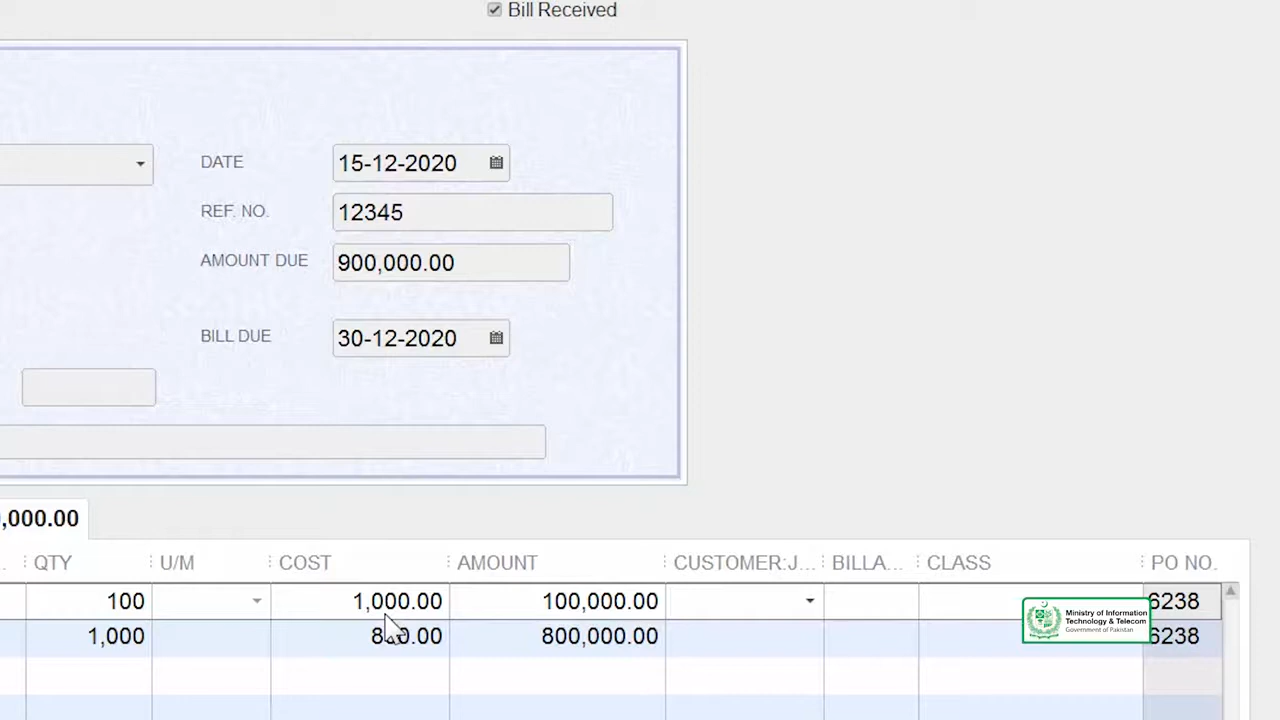 Bill Received
DATE 15-12-2020
REF. NO. 12345
AMOUNT DUE 900,000.00
BILL DUE 30-12-2020
,000.00
QTY U/M COST AMOUNT CUSTOMER:J... BILLA... CLASS PO NO.
100 1,000.00 100,000.00 6238
1,000 800,000.00 6238
Ministry of Information
Technology & Telecom
Government of Pakistan